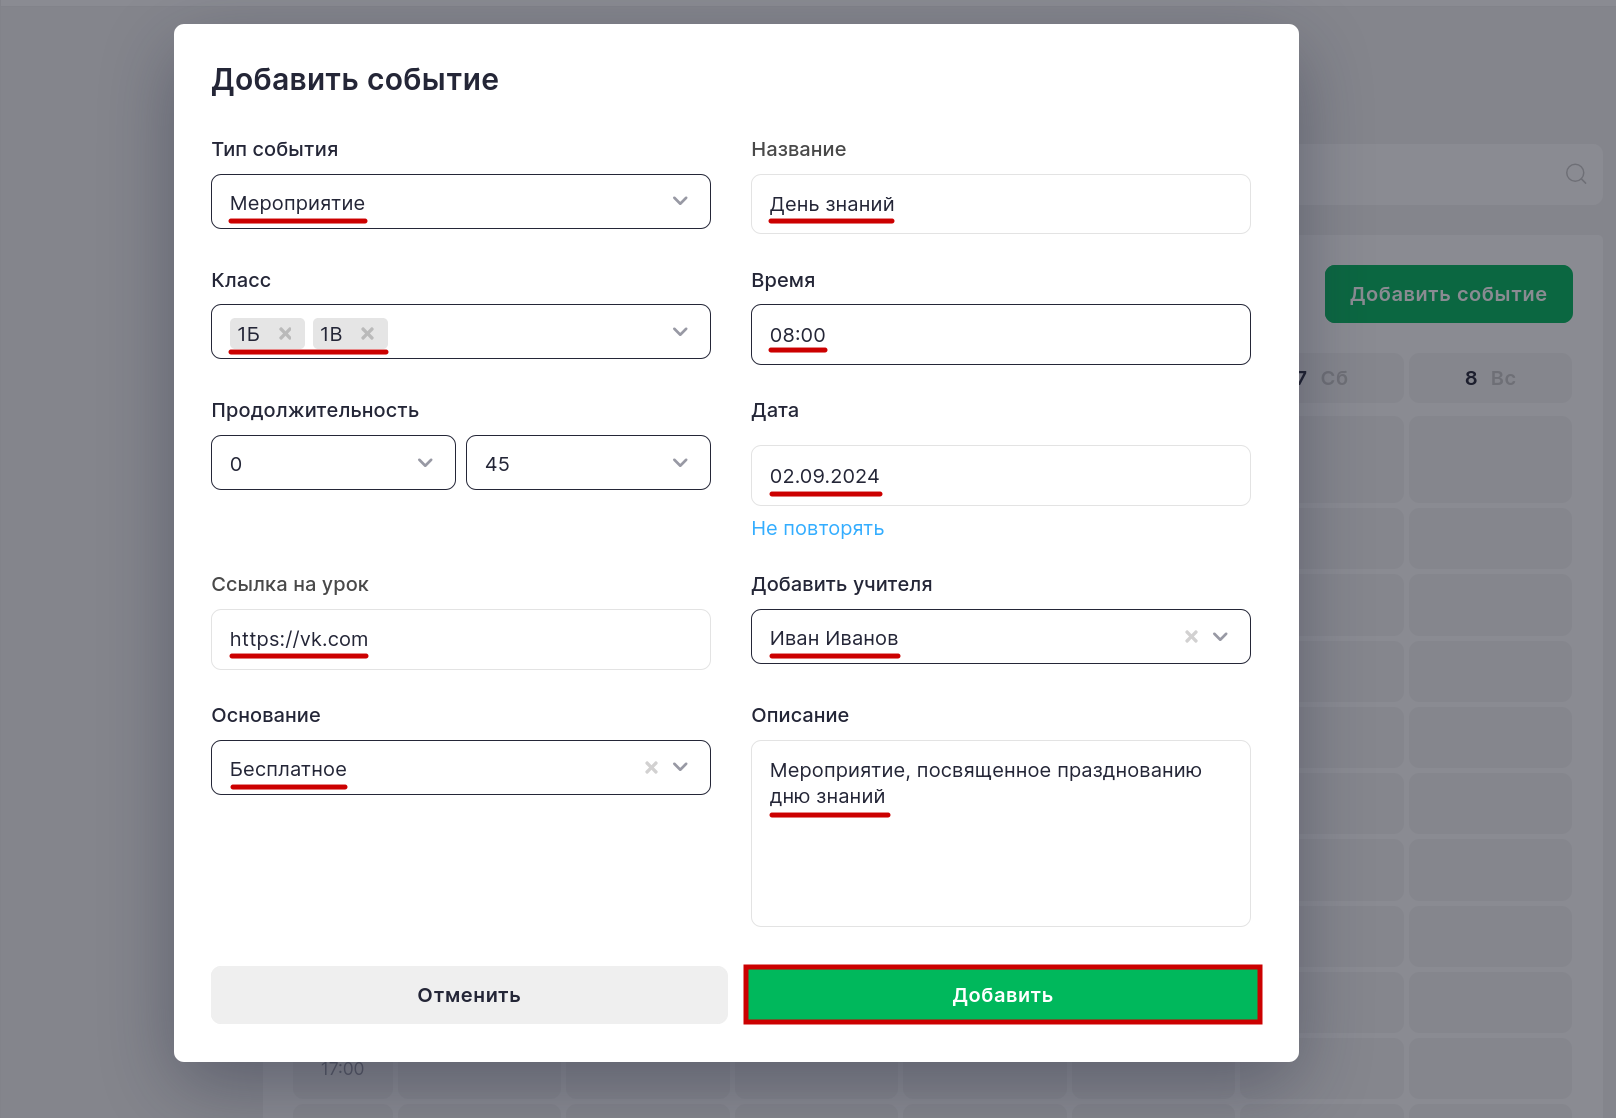 Добавить событие
Тип события
Название
Мероприятие
День знаний
Класс
Время
1Б 1В
08:00
Добавить событие
7 Сб 8 Вс
Продолжительность
Дата
0 45
02.09.2024
Не повторять
Ссылка на урок
Добавить учителя
https://vk.com
Иван Иванов
Основание
Описание
Бесплатное
Мероприятие, посвященное празднованию
дню знаний
Отменить
Добавить
17:00